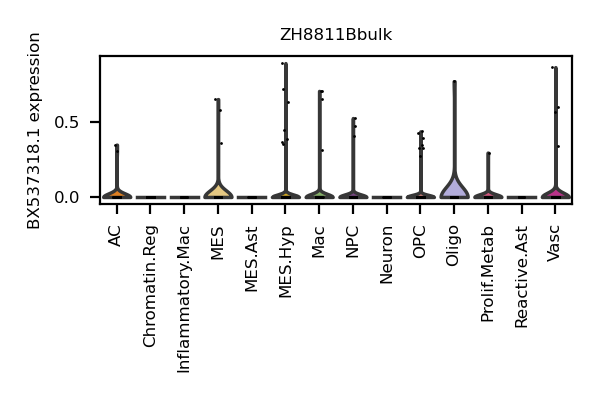 ZH8811Bbulk
BX537318.1 expression
0.5
0.0
AC
Chromatin.Reg
Inflammatory.Mac
MES
MES.Ast
MES.Hyp
Mac
NPC
Neuron
OPC
Oligo
Prolif.Metab
Reactive.Ast
Vasc